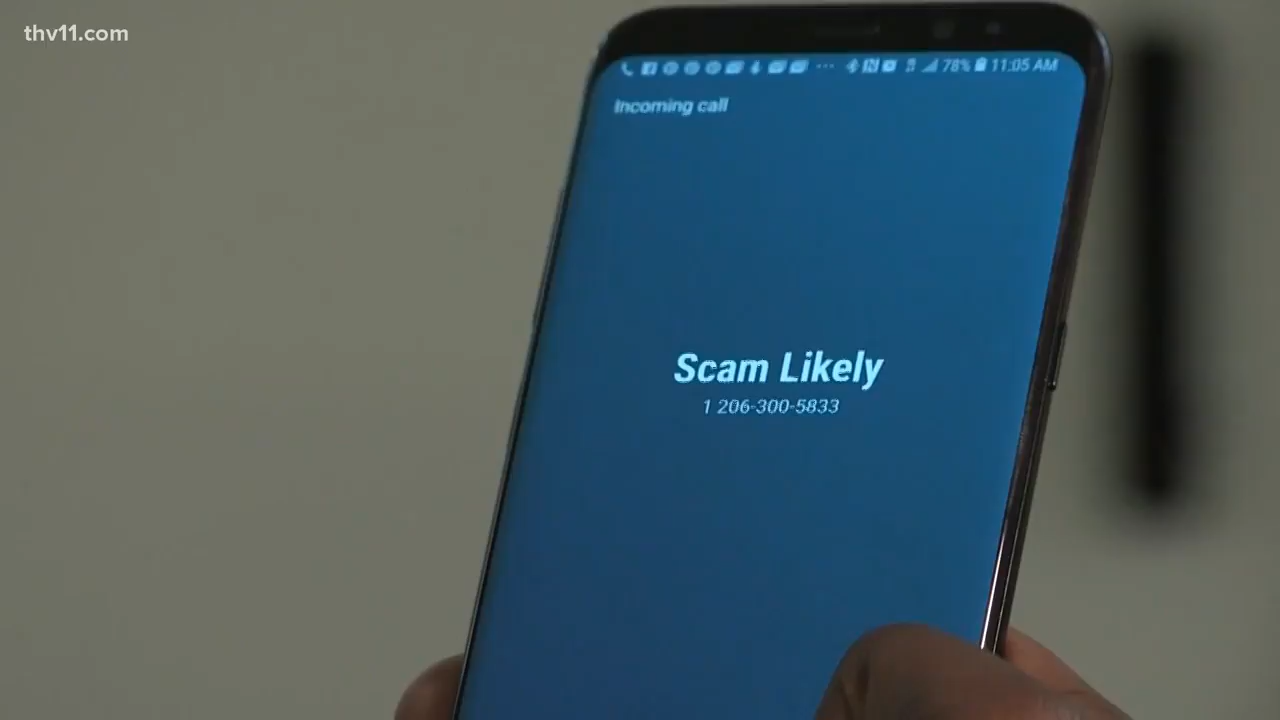 thv11.com
78% 11:05 AM
Incoming call
Scam Likely
1 206-300-5833